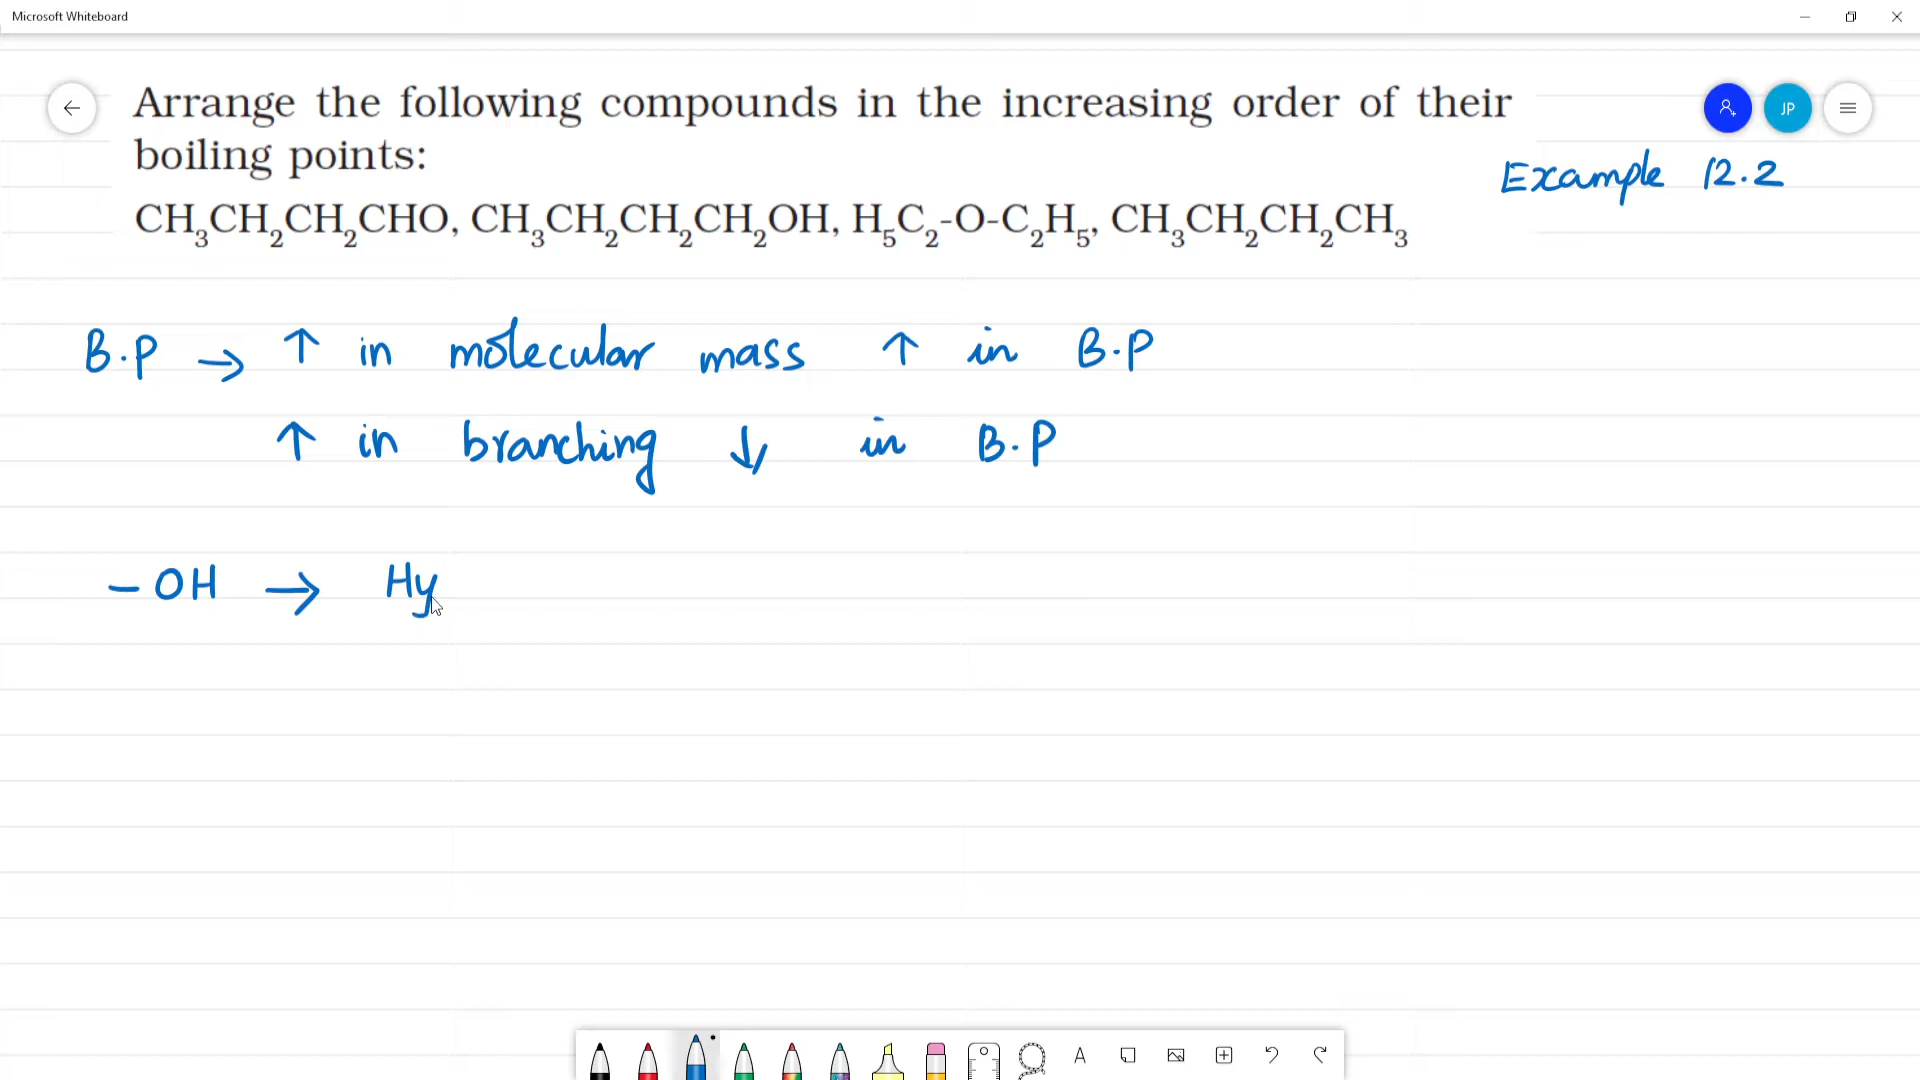 Microsoft Whiteboard
Arrange the following compounds in the increasing order of their
boiling points:
Example 12.2
CH₃CH₂CH₂CHO, CH₃CH₂CH₂CH₂OH, H₅C₂-O-C₂H₅, CH₃CH₂CH₂CH₃
JP
B.P → ↑ in molecular mass ↑ in B.P
↑ in branching ↓, in B.P
– OH → Hy
A